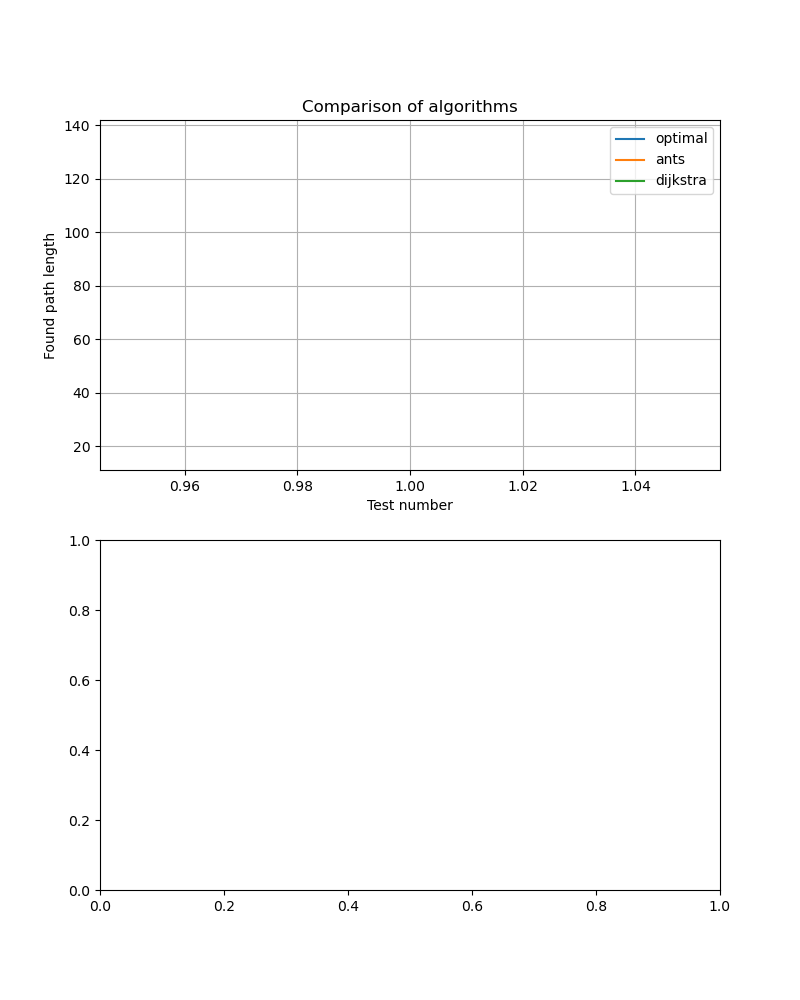 Comparison of algorithms
140
120
100
80
60
40
20
Found path length
optimal
ants
dijkstra
0.96 0.98 1.00 1.02 1.04
Test number
1.0
0.8
0.6
0.4
0.2
0.0
0.0 0.2 0.4 0.6 0.8 1.0